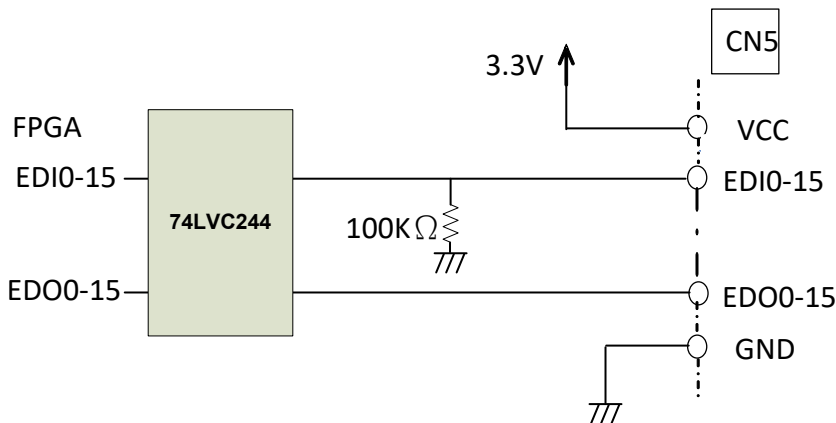 CN5
3.3V
FPGA
VCC
EDI0-15
EDI0-15
74LVC244
100KΩ
EDO0-15
EDO0-15
GND